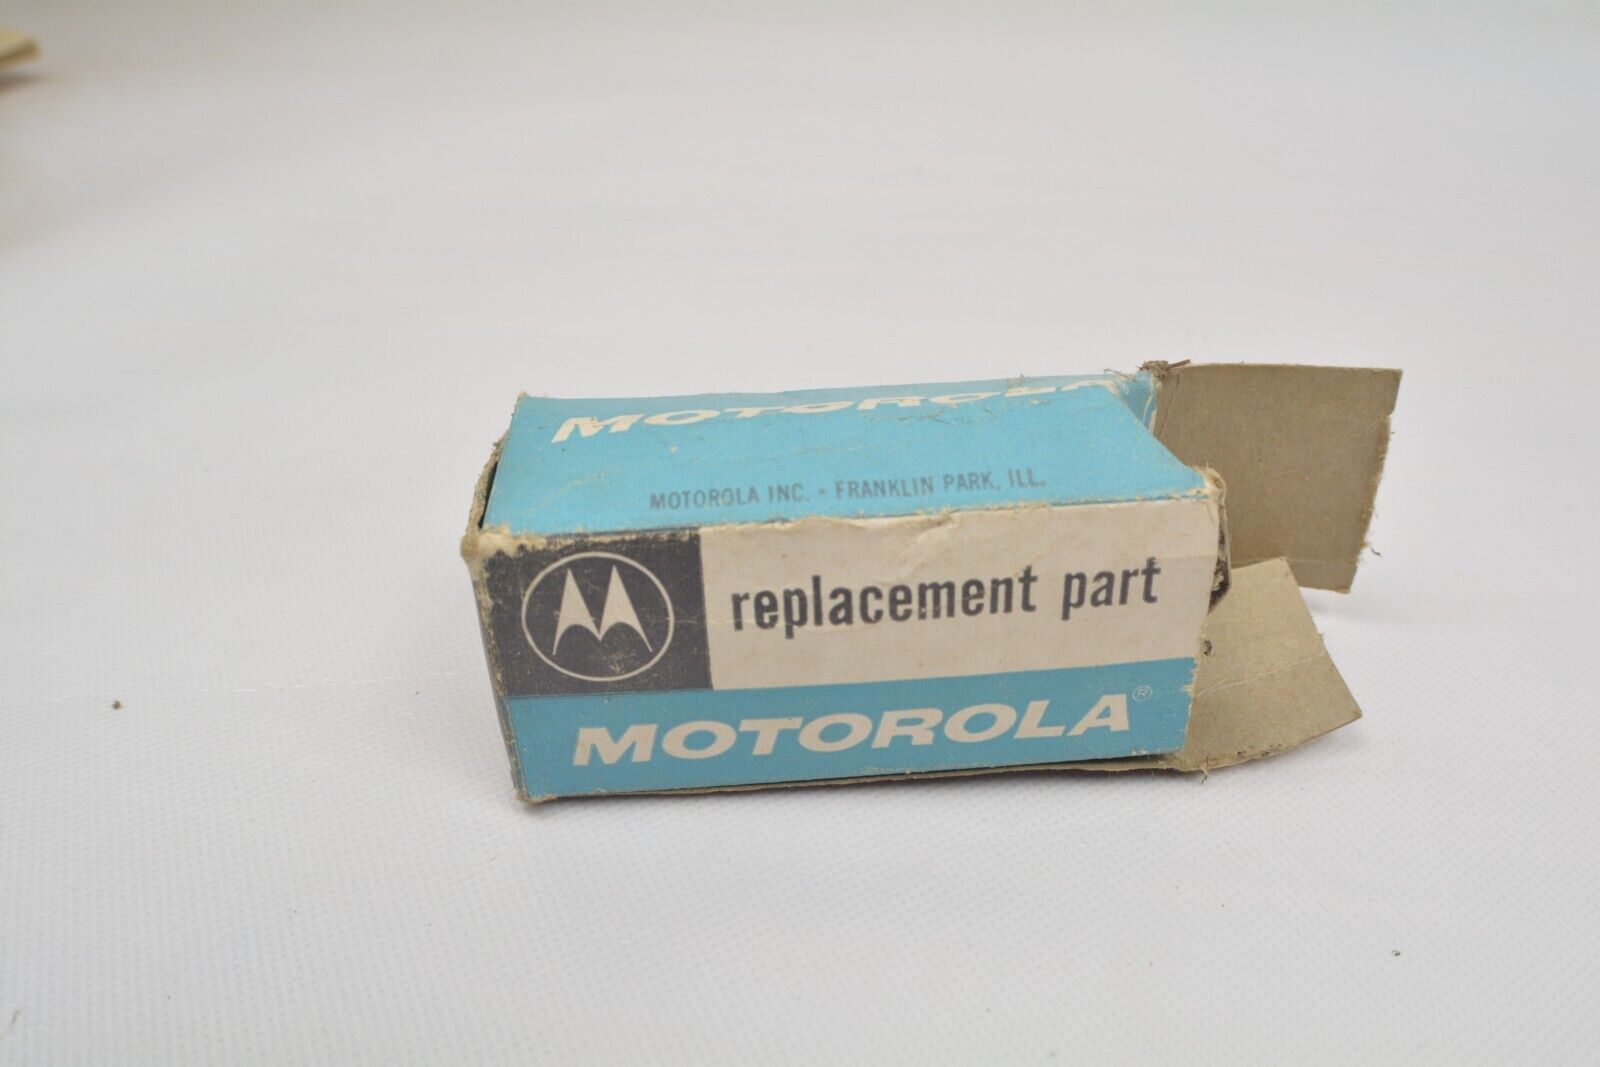 MOTOROLA
MOTOROLA INC. • FRANKLIN PARK, ILL.
replacement part
MOTOROLA®